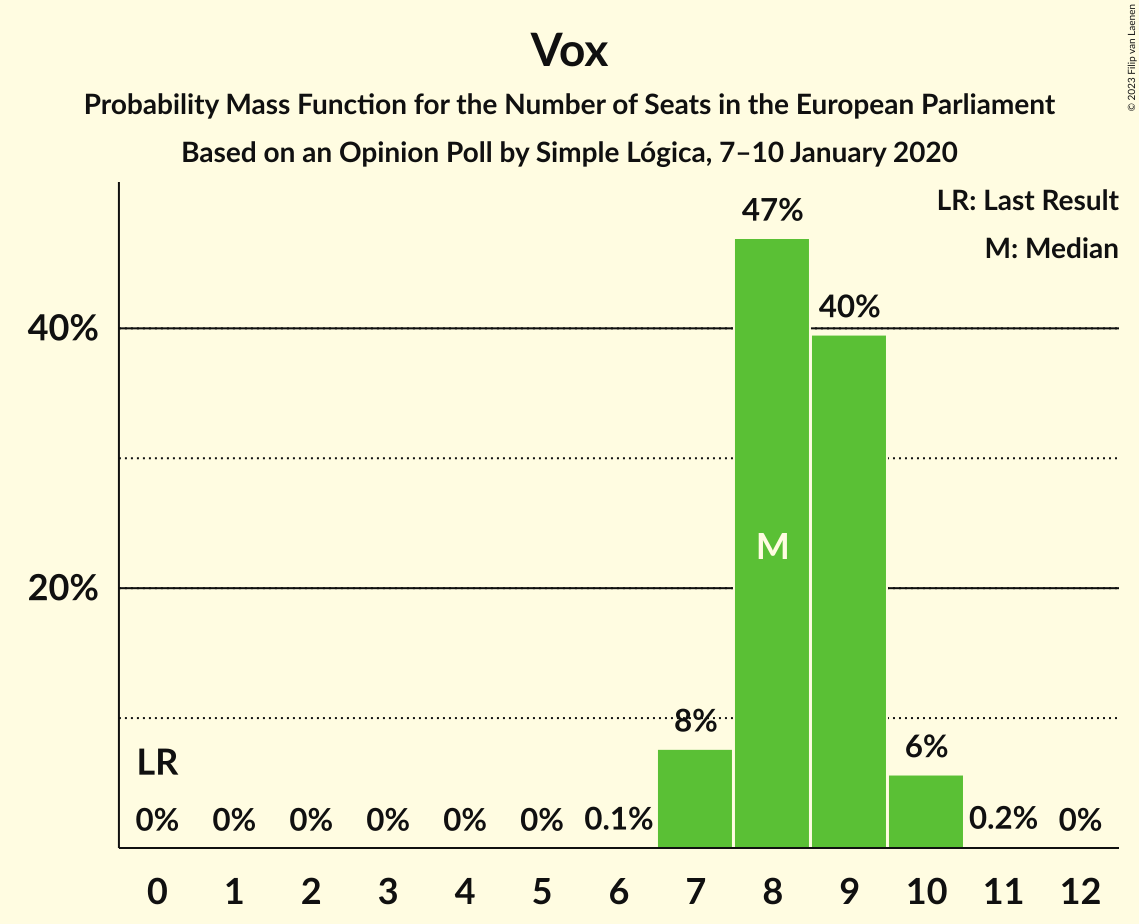 Vox
Probability Mass Function for the Number of Seats in the European Parliament
Based on an Opinion Poll by Simple Lógica, 7–10 January 2020
© 2023 Filip van Laenen
LR: Last Result
M: Median
47%
40%
40%
M
20%
8%
6%
LR
0% 0% 0% 0% 0% 0% 0.1% 0.2% 0%
0 1 2 3 4 5 6 7 8 9 10 11 12